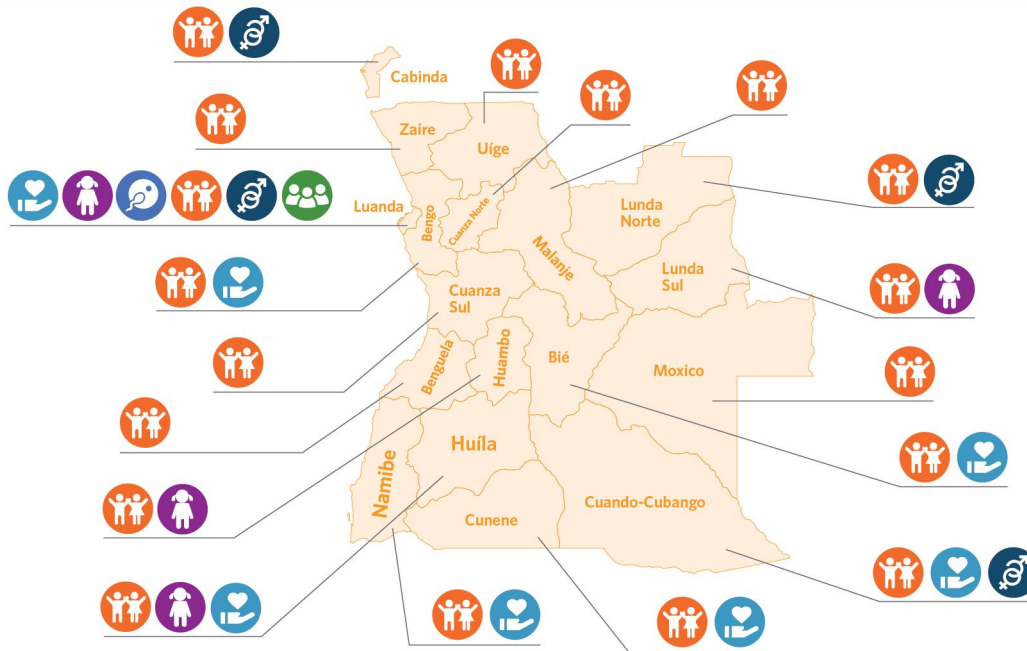 Cabinda
Zaire
Uíge
Luanda
Bengo
Cuanza Norte
Malanje
Lunda
Norte
Lunda
Sul
Cuanza
Sul
Benguela
Huambo
Bié
Moxico
Namibe
Huíla
Cunene
Cuando-Cubango